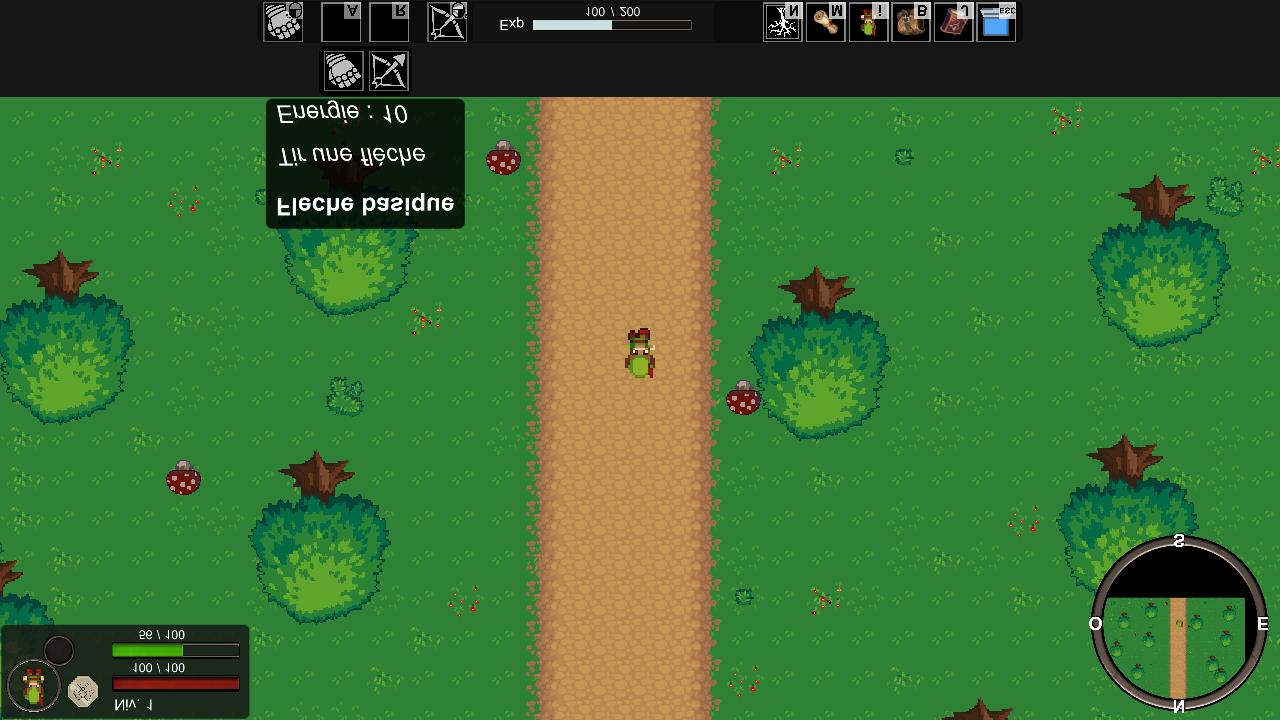 Niv. 1
100 / 100
56 / 100
N
O
E
S
Fleche basique
Tir une flèche
Energie : 10
A
R
Exp
100 / 200
N
M
i
B
J
ESC